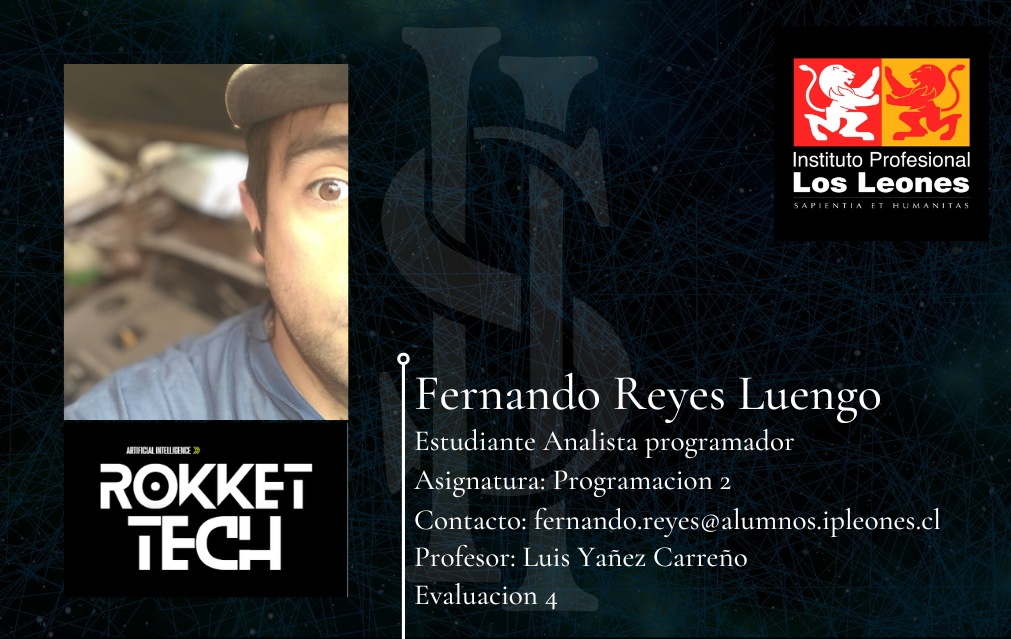 Instituto Profesional
Los Leones
SAPIENTIA ET HUMANITAS
Fernando Reyes Luengo
Estudiante Analista programador
Asignatura: Programacion 2
Contacto: fernando.reyes@alumnos.ipleones.cl
Profesor: Luis Yañez Carreño
Evaluacion 4
ARTIFICIAL INTELLIGENCE
ROKKET
TECH